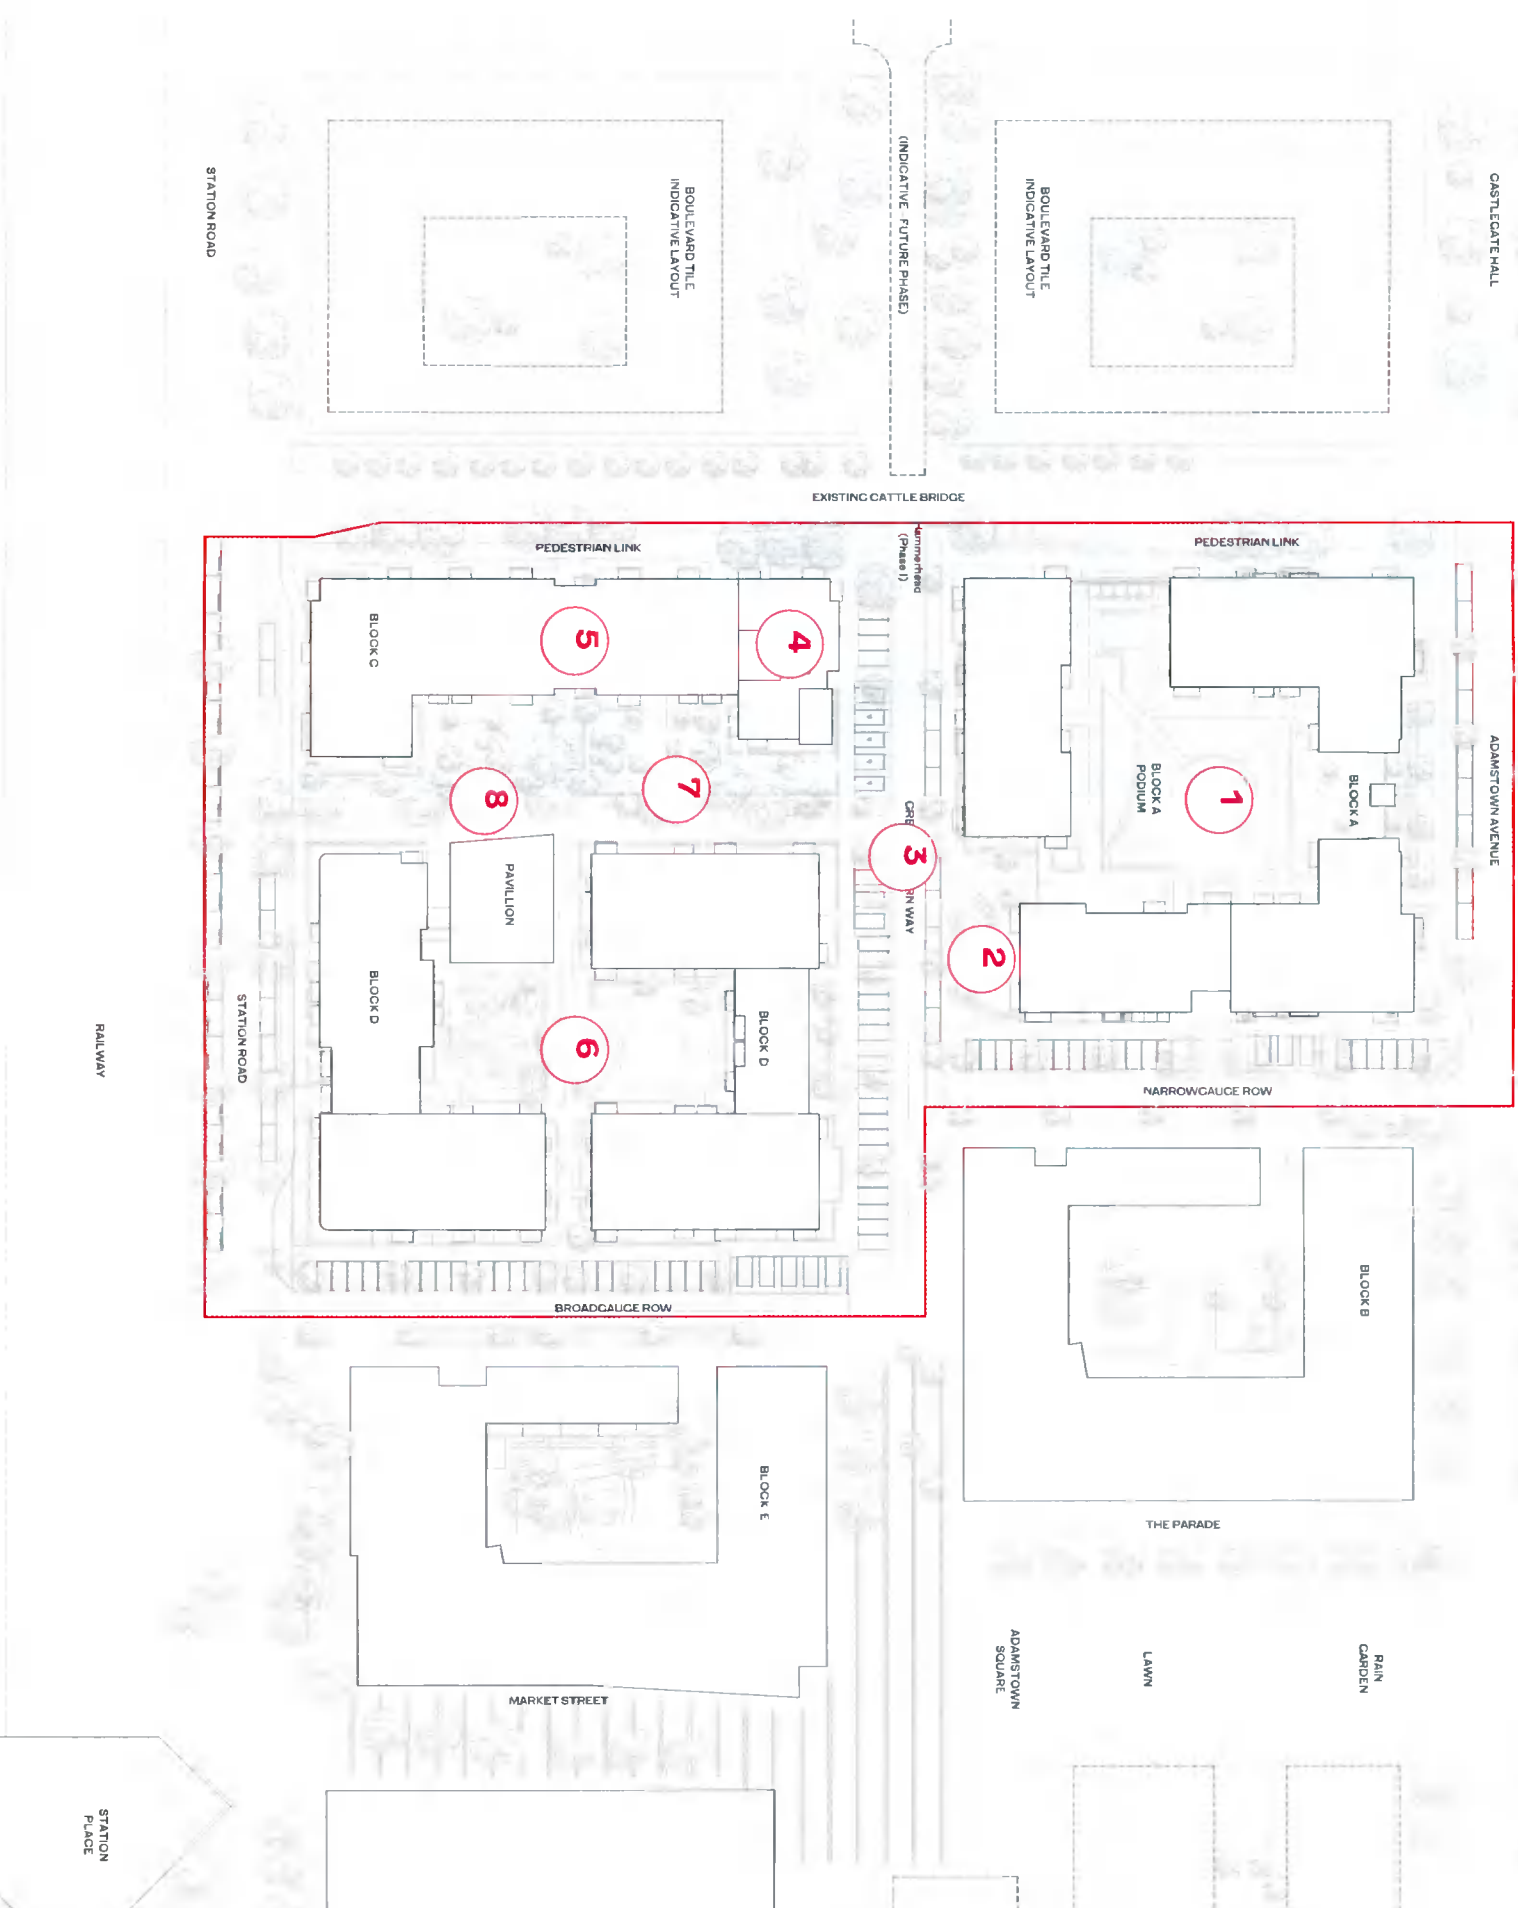 CASTLEGATE HALL
(INDICATIVE - FUTURE PHASE)
BOULEVARD TILE
INDICATIVE LAYOUT
BOULEVARD TILE
INDICATIVE LAYOUT
STATION ROAD
EXISTING CATTLE BRIDGE
PEDESTRIAN LINK
PEDESTRIAN LINK
(Phase I)
BLOCK C
5
4
ADAMSTOWN AVENUE
BLOCK A
1
BLOCK A
PODIUM
7
8
3
RN WAY
PAVILLION
2
BLOCK D
BLOCK D
6
STATION ROAD
RAILWAY
NARROWGAUGE ROW
BROADGAUGE ROW
BLOCK B
BLOCK E
THE PARADE
RAIN
GARDEN
LAWN
ADAMSTOWN
SQUARE
MARKET STREET
STATION
PLACE